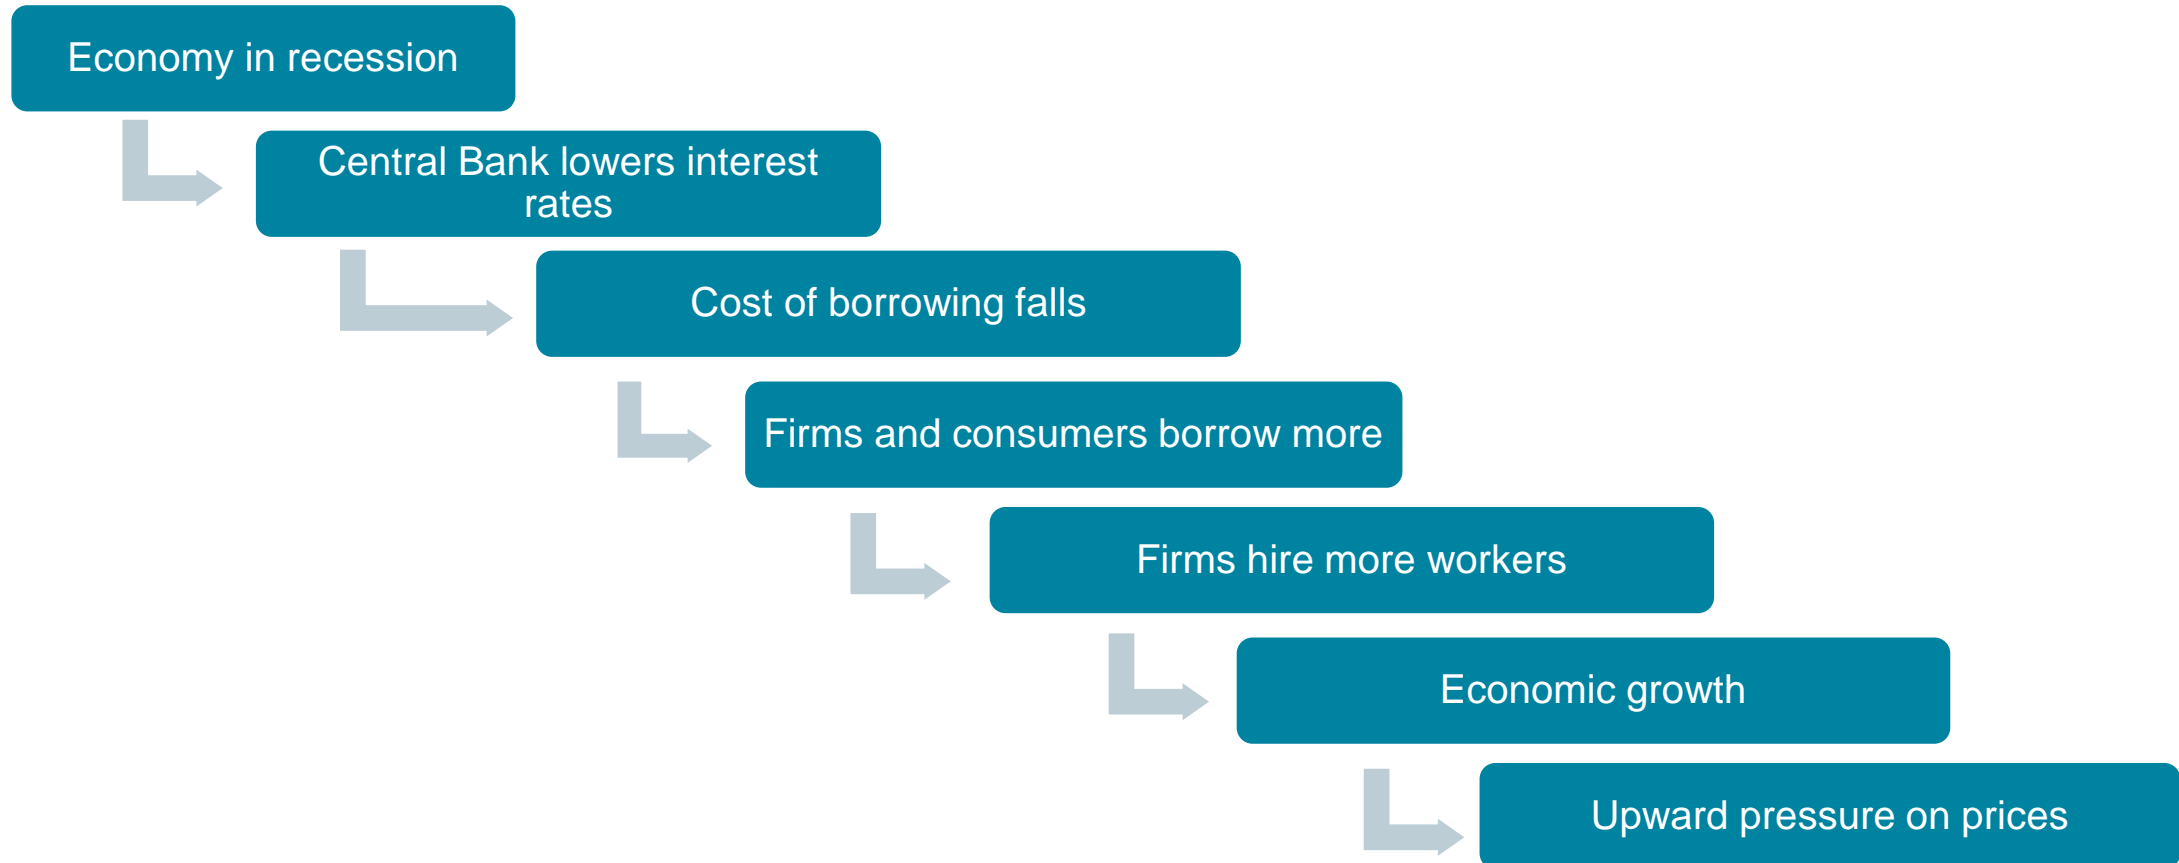 Economy in recession
Central Bank lowers interest
rates
Cost of borrowing falls
Firms and consumers borrow more
Firms hire more workers
Economic growth
Upward pressure on prices